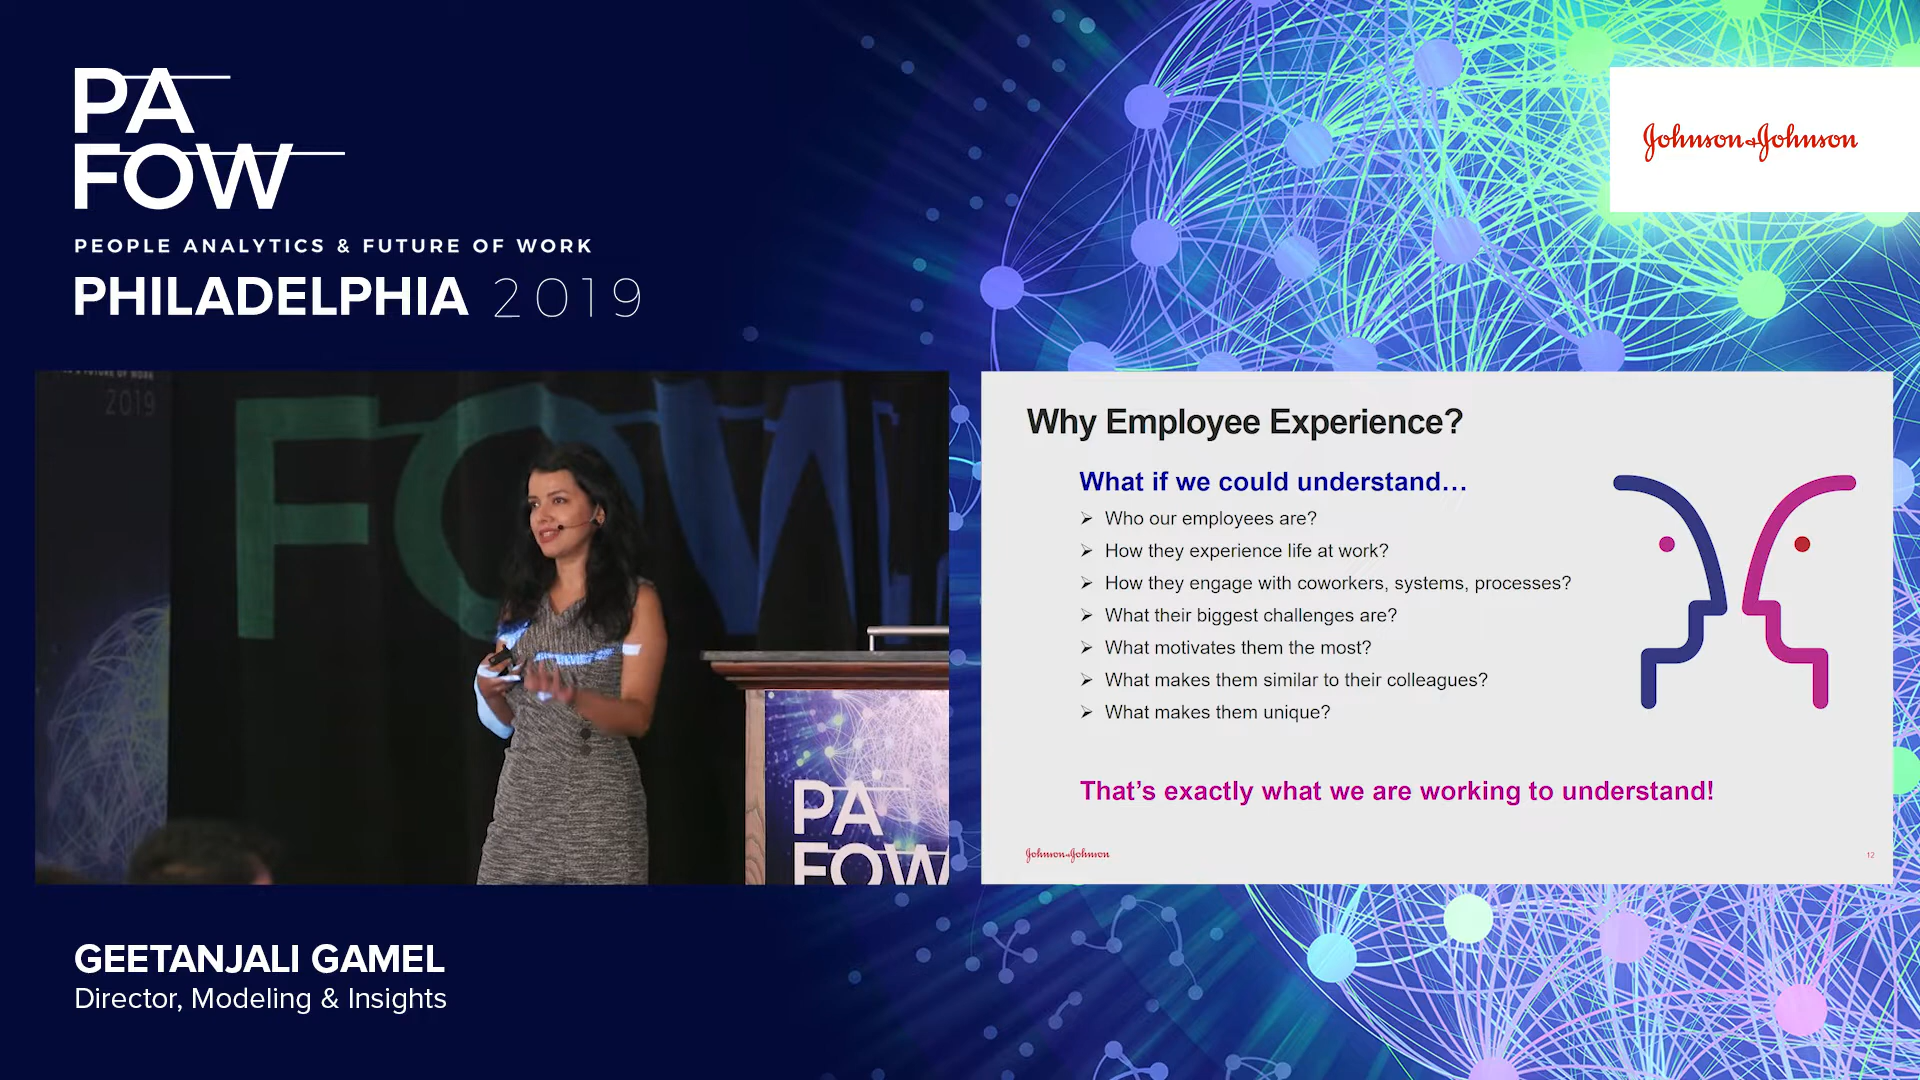 PA
FOW
PEOPLE ANALYTICS & FUTURE OF WORK
PHILADELPHIA 2019
Johnson & Johnson
FUTURE OF WORK
2019
FOW
PA
FOW
Why Employee Experience?
What if we could understand…
➢ Who our employees are?
➢ How they experience life at work?
➢ How they engage with coworkers, systems, processes?
➢ What their biggest challenges are?
➢ What motivates them the most?
➢ What makes them similar to their colleagues?
➢ What makes them unique?
That’s exactly what we are working to understand!
Johnson & Johnson
12
GEETANJALI GAMEL
Director, Modeling & Insights